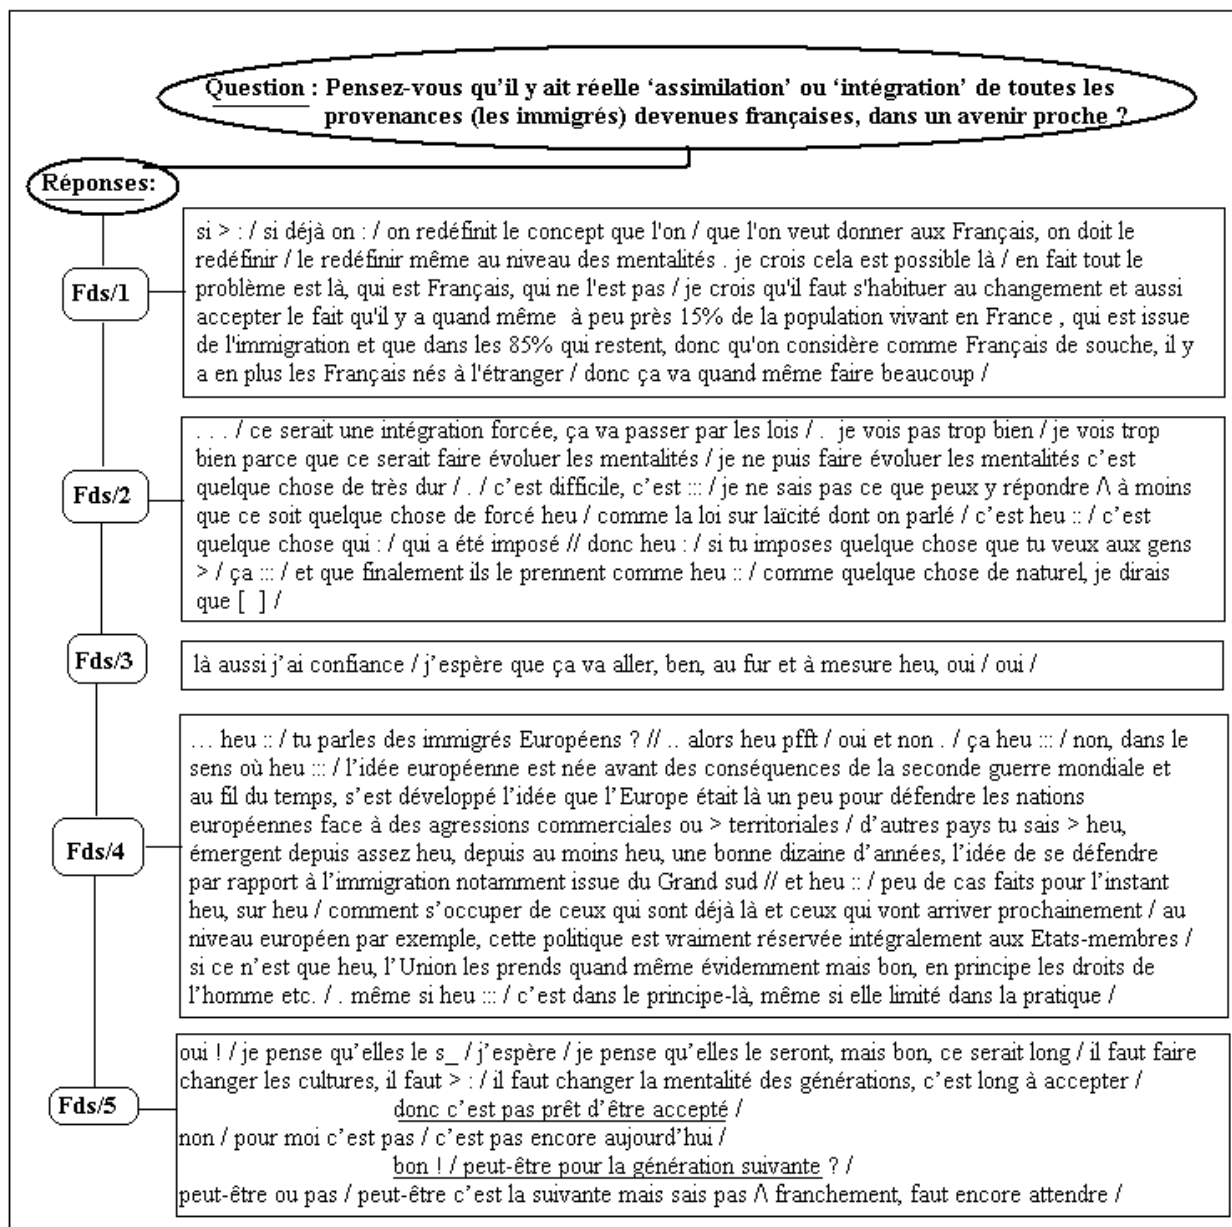 Question : Pensez-vous qu'il y ait réelle ‘assimilation’ ou ‘intégration’ de toutes les
provenances (les immigrés) devenues françaises, dans un avenir proche ?
Réponses:
Fds/1
si > : / si déjà on : / on redéfinit le concept que l'on / que l'on veut donner aux Français, on doit le
redéfinir / le redéfinir même au niveau des mentalités . je crois cela est possible là / en fait tout le
problème est là, qui est Français, qui ne l'est pas / je crois qu'il faut s'habituer au changement et aussi
accepter le fait qu'il y a quand même à peu près 15% de la population vivant en France , qui est issue
de l'immigration et que dans les 85% qui restent, donc qu'on considère comme Français de souche, il y
a en plus les Français nés à l'étranger / donc ça va quand même faire beaucoup /
Fds/2
. . . / ce serait une intégration forcée, ça va passer par les lois / . je vois pas trop bien / je vois trop
bien parce que ce serait faire évoluer les mentalités / je ne puis faire évoluer les mentalités c’est
quelque chose de très dur / . / c’est difficile, c’est ::: / je ne sais pas ce que peux y répondre /\ à moins
que ce soit quelque chose de forcé heu / comme la loi sur laïcité dont on parlé / c’est heu :: / c’est
quelque chose qui : / qui a été imposé // donc heu : / si tu imposes quelque chose que tu veux aux gens
> / ça ::: / et que finalement ils le prennent comme heu :: / comme quelque chose de naturel, je dirais
que [ ] /
Fds/3
là aussi j’ai confiance / j’espère que ça va aller, ben, au fur et à mesure heu, oui / oui /
Fds/4
… heu :: / tu parles des immigrés Européens ? // .. alors heu pfft / oui et non . / ça heu ::: / non, dans le
sens où heu ::: / l’idée européenne est née avant des conséquences de la seconde guerre mondiale et
au fil du temps, s’est développé l’idée que l’Europe était là un peu pour défendre les nations
européennes face à des agressions commerciales ou > territoriales / d’autres pays tu sais > heu,
émergent depuis assez heu, depuis au moins heu, une bonne dizaine d’années, l’idée de se défendre
par rapport à l’immigration notamment issue du Grand sud // et heu :: / peu de cas faits pour l’instant
heu, sur heu / comment s’occuper de ceux qui sont déjà là et ceux qui vont arriver prochainement / au
niveau européen par exemple, cette politique est vraiment réservée intégralement aux Etats-membres /
si ce n’est que heu, l’Union les prends quand même évidemment mais bon, en principe les droits de
l’homme etc. / . même si heu ::: / c’est dans le principe-là, même si elle limité dans la pratique /
Fds/5
oui ! / je pense qu’elles le s_ / j’espère / je pense qu’elles le seront, mais bon, ce serait long / il faut faire
changer les cultures, il faut > : / il faut changer la mentalité des générations, c’est long à accepter /
donc c’est pas prêt d’être accepté /
non / pour moi c’est pas / c’est pas encore aujourd’hui /
bon ! / peut-être pour la génération suivante ? /
peut-être ou pas / peut-être c’est la suivante mais sais pas /\ franchement, faut encore attendre /